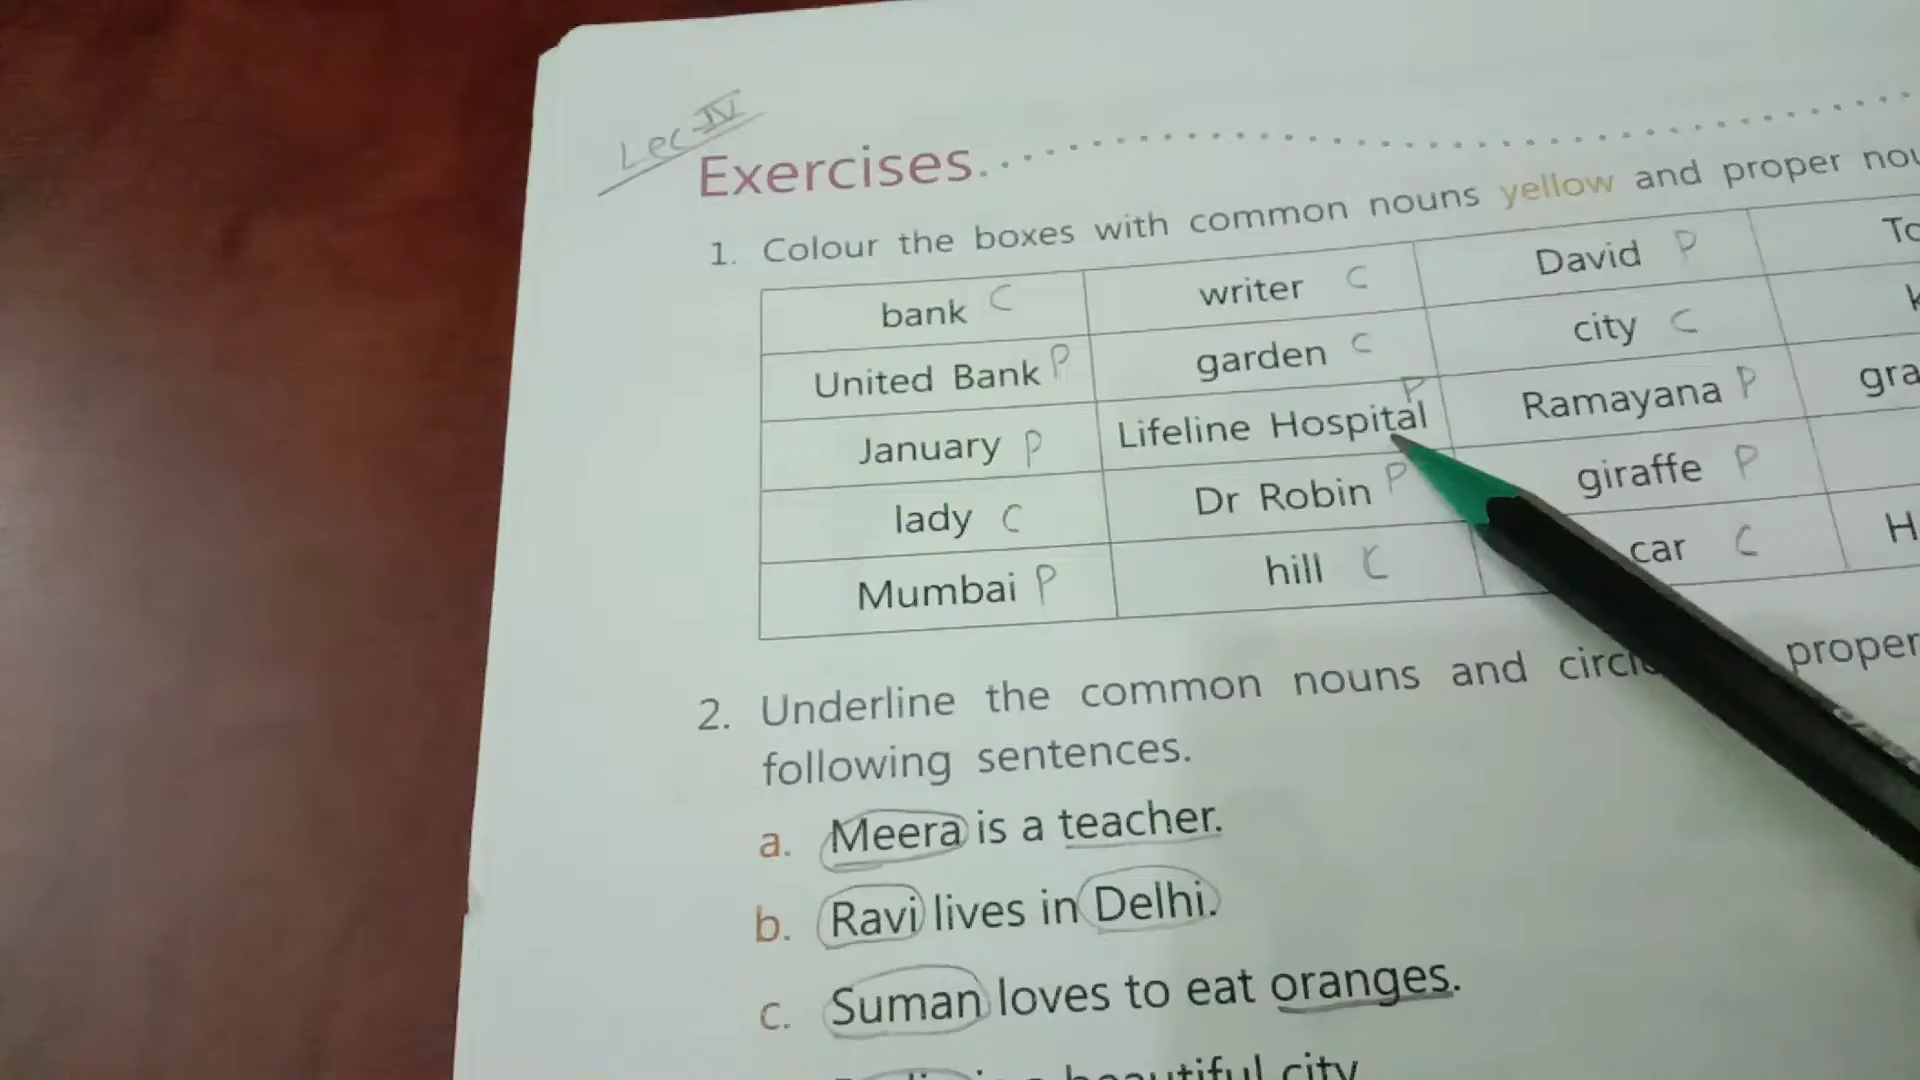 Lec-IV
Exercises
1. Colour the boxes with common nouns yellow and proper
bank C writer C David P
United Bank P garden C city C
January P Lifeline Hospital P Ramayana P
lady C Dr Robin P giraffe P
Mumbai P hill C car C
2. Underline the common nouns and proper
following sentences.
a. Meera is a teacher.
b. Ravi lives in Delhi.
c. Suman loves to eat oranges.
beautiful city